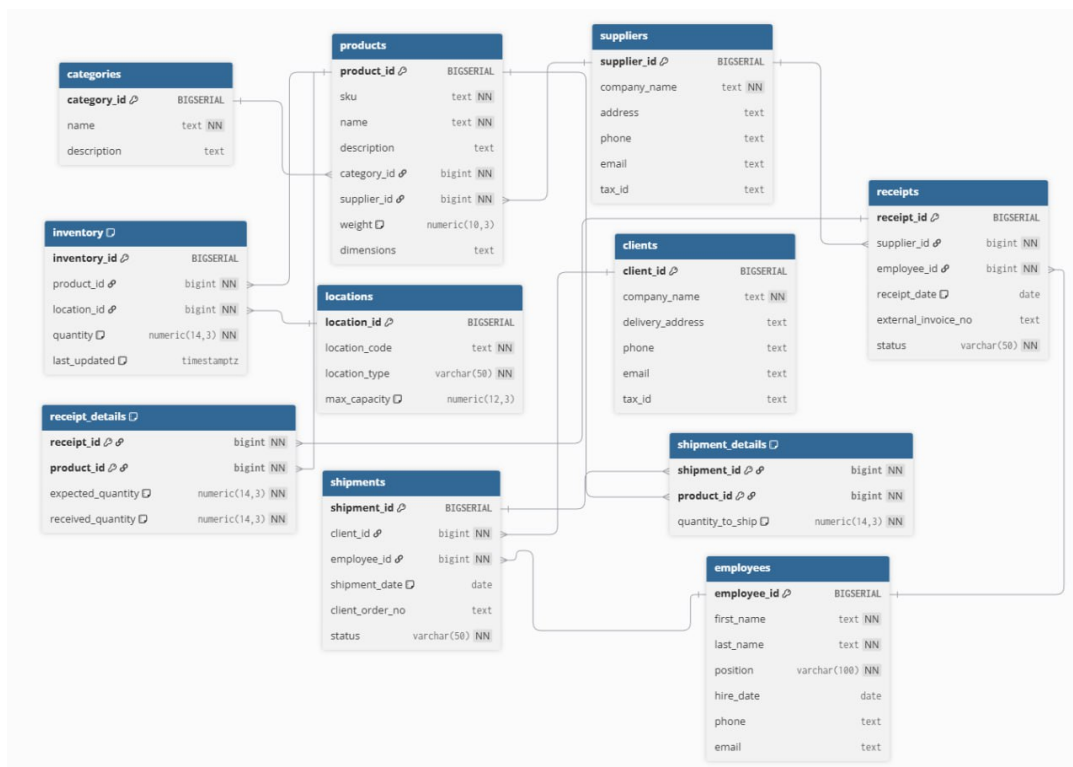 categories
category_id BIGSERIAL
name text NN
description text
products
product_id BIGSERIAL
sku text NN
name text NN
description text
category_id bigint NN
supplier_id bigint NN
weight numeric(10,3)
dimensions text
suppliers
supplier_id BIGSERIAL
company_name text NN
address text
phone text
email text
tax_id text
receipts
receipt_id BIGSERIAL
supplier_id bigint NN
employee_id bigint NN
receipt_date date
external_invoice_no text
status varchar(50) NN
inventory
inventory_id BIGSERIAL
product_id bigint NN
location_id bigint NN
quantity numeric(14,3) NN
last_updated timestamptz
locations
location_id BIGSERIAL
location_code text NN
location_type varchar(50) NN
max_capacity numeric(12,3)
clients
client_id BIGSERIAL
company_name text NN
delivery_address text
phone text
email text
tax_id text
receipt_details
receipt_id bigint NN
product_id bigint NN
expected_quantity numeric(14,3) NN
received_quantity numeric(14,3) NN
shipments
shipment_id BIGSERIAL
client_id bigint NN
employee_id bigint NN
shipment_date date
client_order_no text
status varchar(50) NN
shipment_details
shipment_id bigint NN
product_id bigint NN
quantity_to_ship numeric(14,3) NN
employees
employee_id BIGSERIAL
first_name text NN
last_name text NN
position varchar(100) NN
hire_date date
phone text
email text